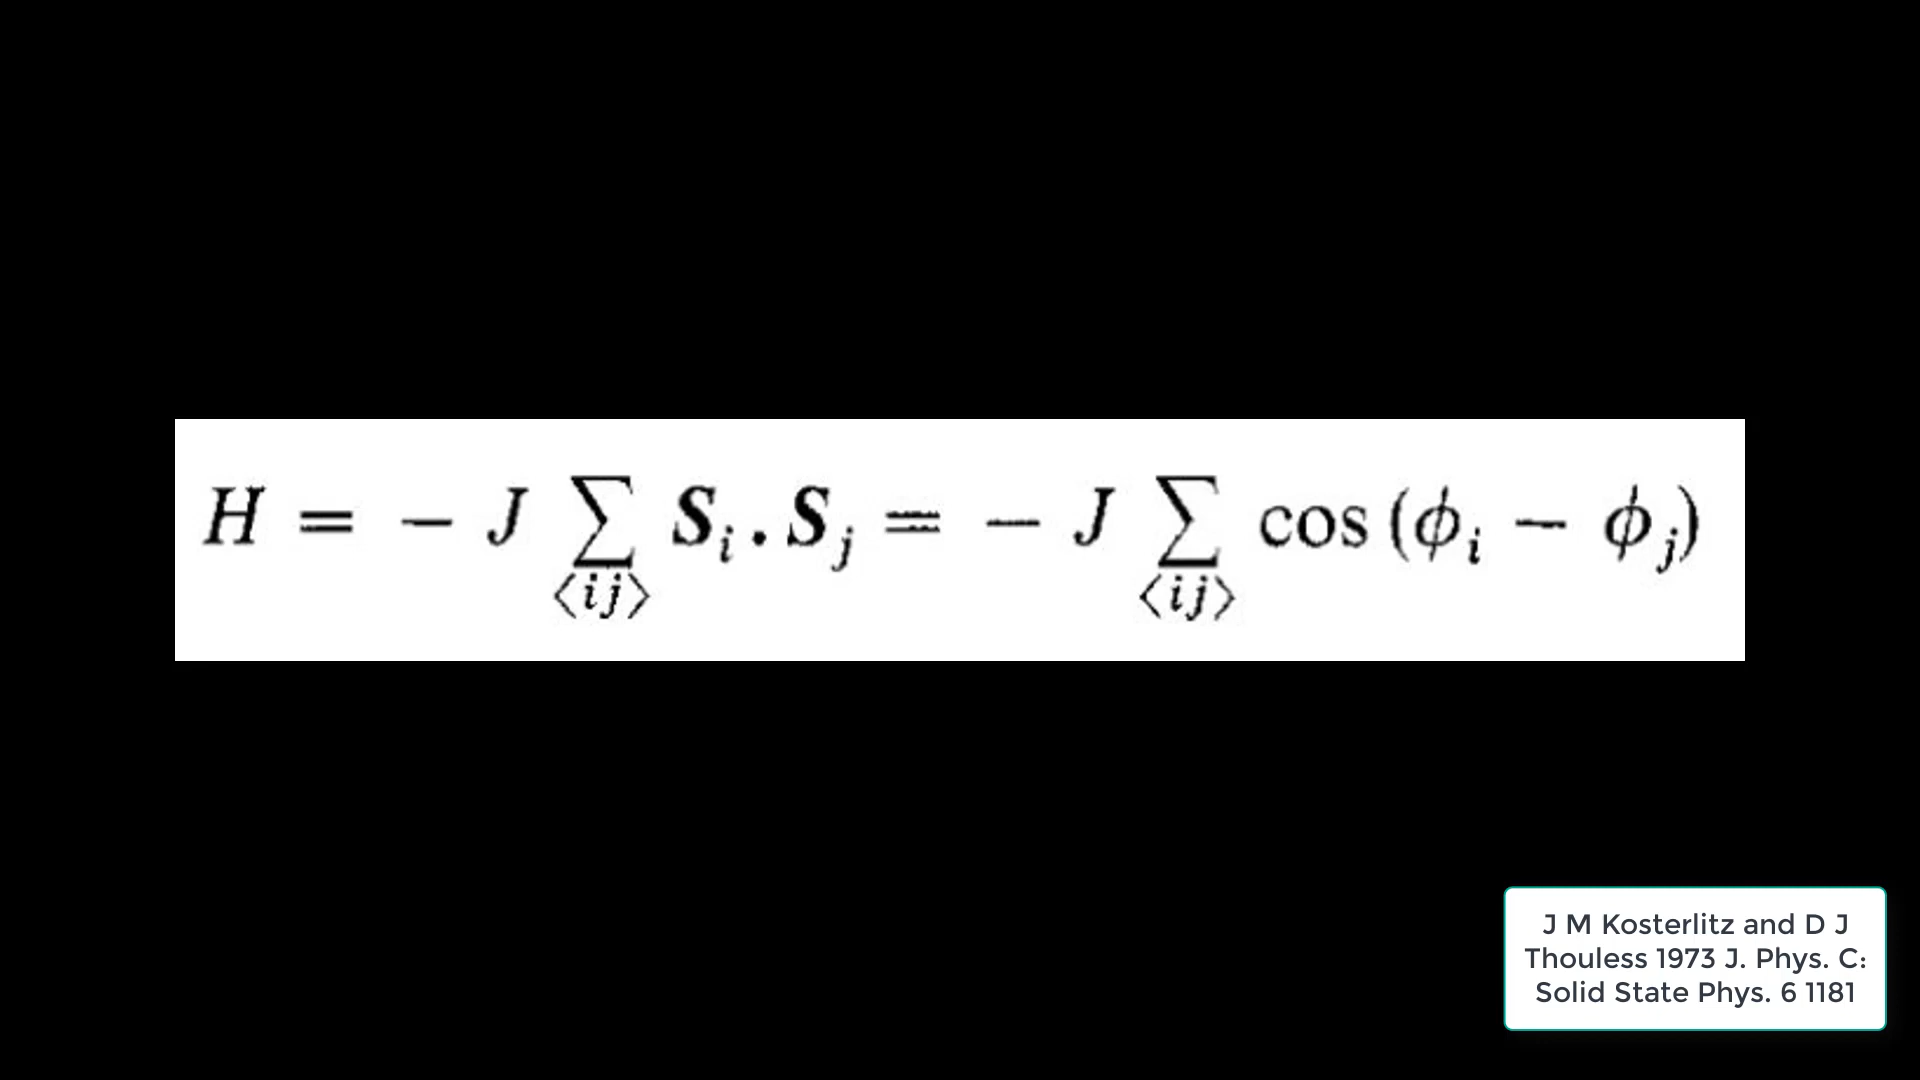 H = − J ∑⟨ij⟩ Sᵢ . Sⱼ = − J ∑⟨ij⟩ cos (ϕᵢ − ϕⱼ)
J M Kosterlitz and D J
Thouless 1973 J. Phys. C:
Solid State Phys. 6 1181